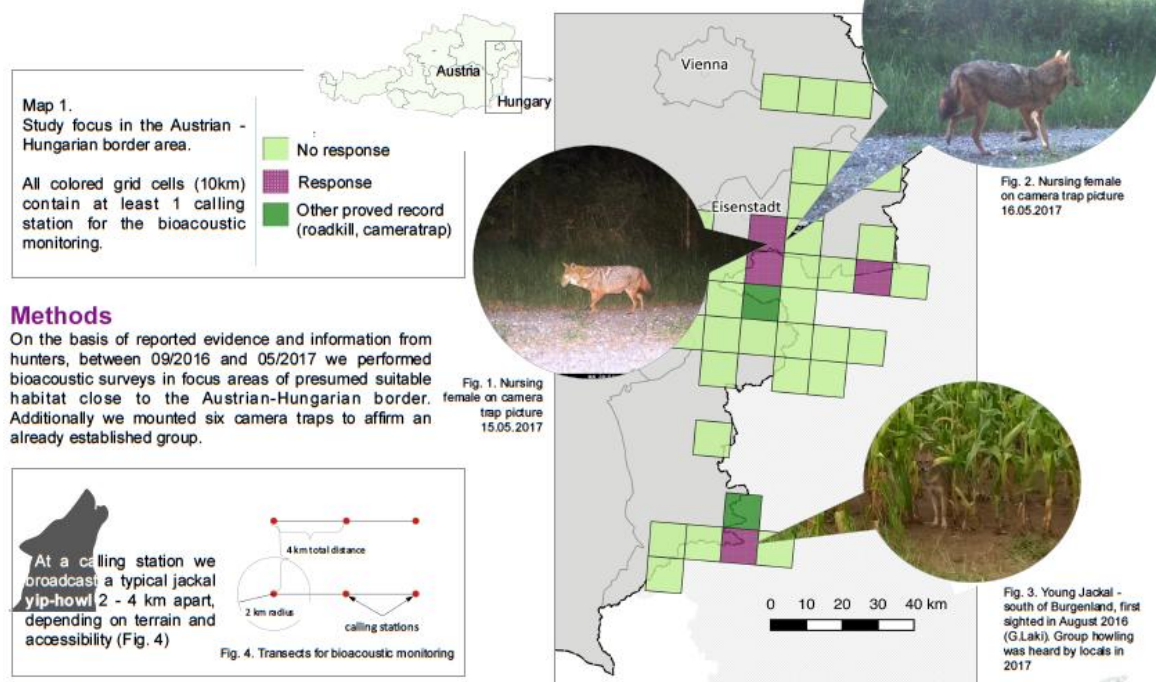 Map 1.
Study focus in the Austrian -
Hungarian border area.
All colored grid cells (10km)
contain at least 1 calling
station for the bioacoustic
monitoring.
No response
Response
Other proved record
(roadkill, cameratrap)
Austria
Hungary
Vienna
Eisenstadt
Fig. 2. Nursing female
on camera trap picture
16.05.2017
Methods
On the basis of reported evidence and information from
hunters, between 09/2016 and 05/2017 we performed
bioacoustic surveys in focus areas of presumed suitable
habitat close to the Austrian-Hungarian border.
Additionally we mounted six camera traps to affirm an
already established group.
Fig. 1. Nursing
female on camera
trap picture
15.05.2017
At a calling station we
broadcast a typical jackal
yip-howl 2 - 4 km apart,
depending on terrain and
accessibility (Fig. 4)
4 km total distance
2 km radius
calling stations
Fig. 4. Transects for bioacoustic monitoring
0 10 20 30 40 km
Fig. 3. Young Jackal -
south of Burgenland, first
sighted in August 2016
(G.Laki). Group howling
was heard by locals in
2017